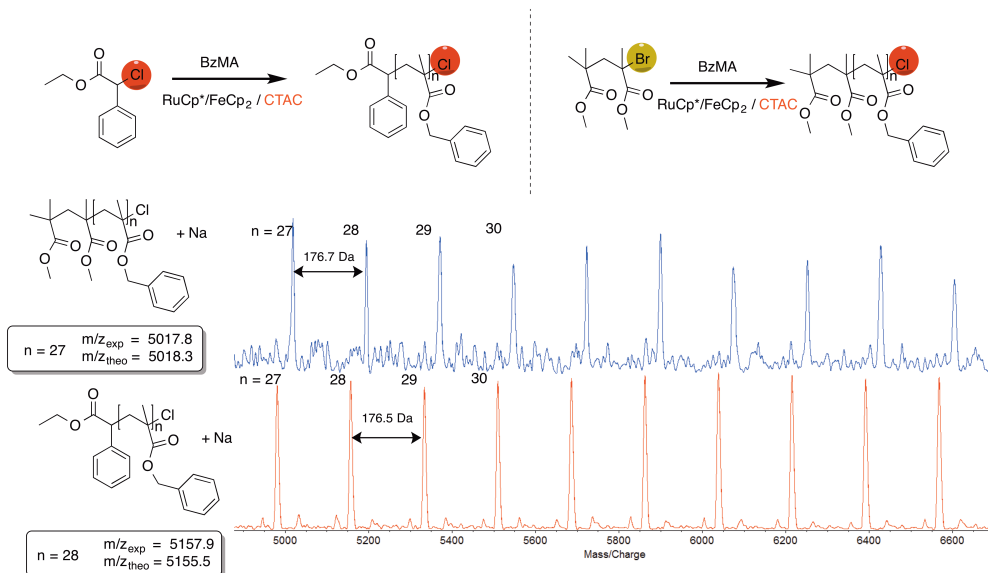 O
O
Cl
BzMA
RuCp*/FeCp2 / CTAC
O
O
Cl
n
O
O
Br
O
O
O
O
BzMA
RuCp*/FeCp2 / CTAC
Cl
n
O
O
O
O
O
O
Cl
n
O
O
O
O
O
O
+ Na
n = 27
m/zexp = 5017.8
m/ztheo = 5018.3
n = 27
28
29
30
176.7 Da
O
O
Cl
n
O
O
+ Na
n = 28
m/zexp = 5157.9
m/ztheo = 5155.5
n = 27
28
29
30
176.5 Da
5000
5200
5400
5600
5800
6000
6200
6400
6600
Mass/Charge